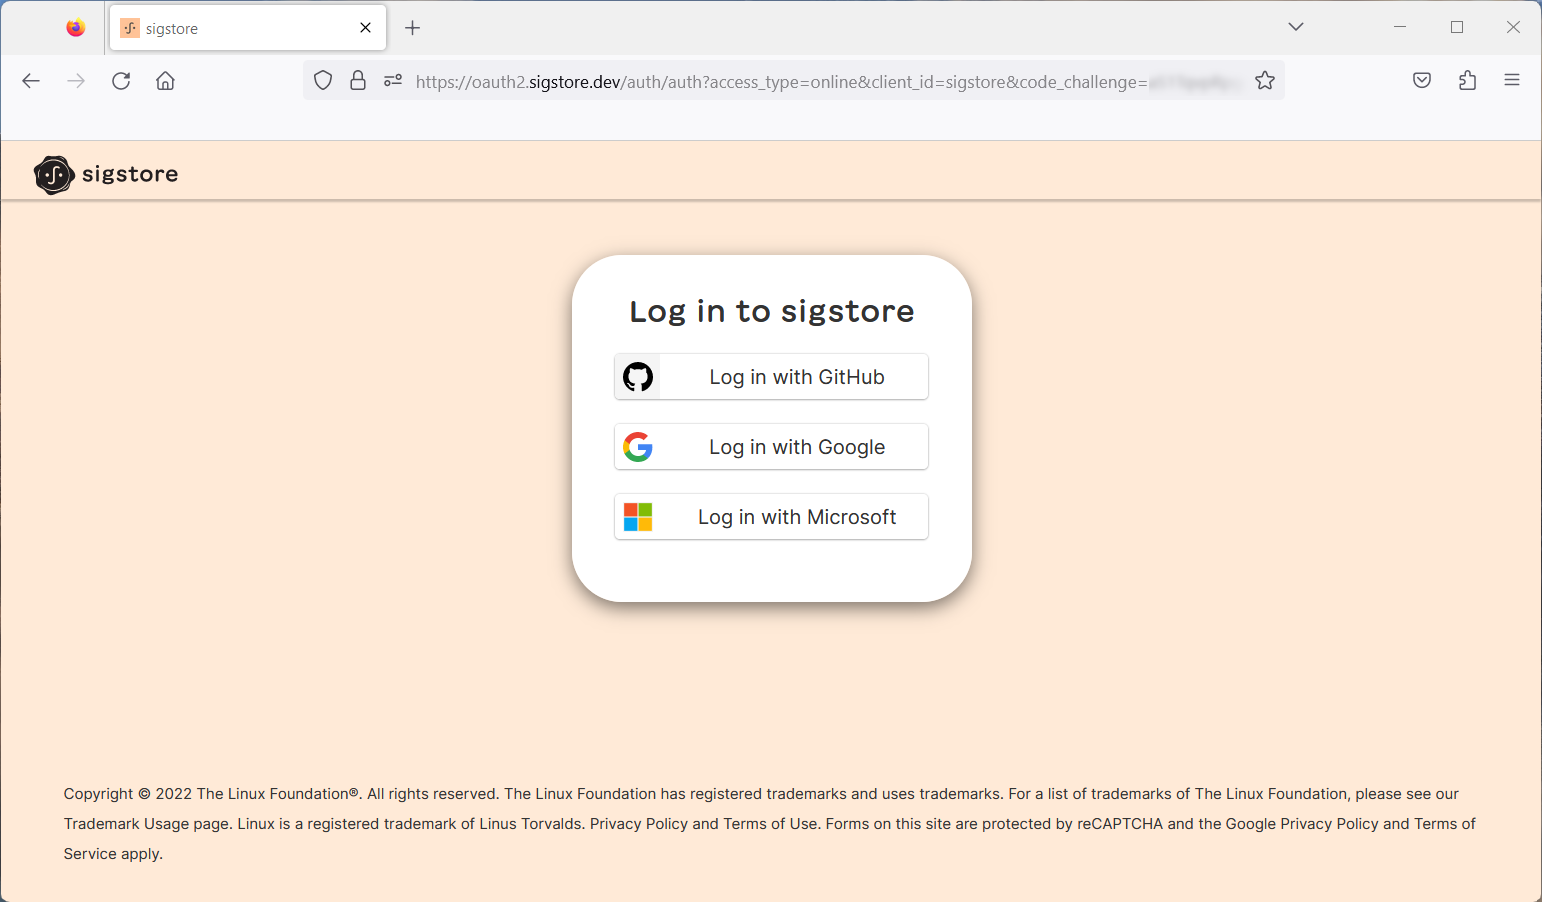 sigstore
https://oauth2.sigstore.dev/auth/auth?access_type=online&client_id=sigstore&code_challenge=
sigstore
Log in to sigstore
Log in with GitHub
Log in with Google
Log in with Microsoft
Copyright © 2022 The Linux Foundation®. All rights reserved. The Linux Foundation has registered trademarks and uses trademarks. For a list of trademarks of The Linux Foundation, please see our
Trademark Usage page. Linux is a registered trademark of Linus Torvalds. Privacy Policy and Terms of Use. Forms on this site are protected by reCAPTCHA and the Google Privacy Policy and Terms of
Service apply.